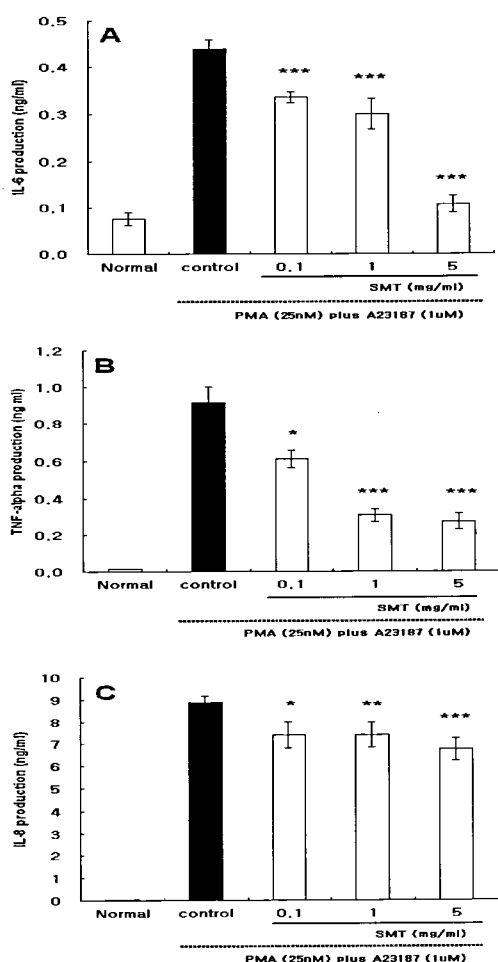 A
IL-6 production (ng/ml)
0.5
0.4
0.3
0.2
0.1
0.0
*** *** ***
Normal control 0.1 1 5
SMT (mg/ml)
PMA (25nM) plus A23187 (1uM)
B
TNF-alpha production (ng ml)
1.2
1.0
0.8
0.6
0.4
0.2
0.0
* *** ***
Normal control 0.1 1 5
SMT (mg/ml)
PMA (25nM) plus A23187 (1uM)
C
IL-8 production (ng/ml)
10
9
8
7
6
5
4
3
2
1
0
* ** ***
Normal control 0.1 1 5
SMT (mg/ml)
PMA (25nM) plus A23187 (1uM)